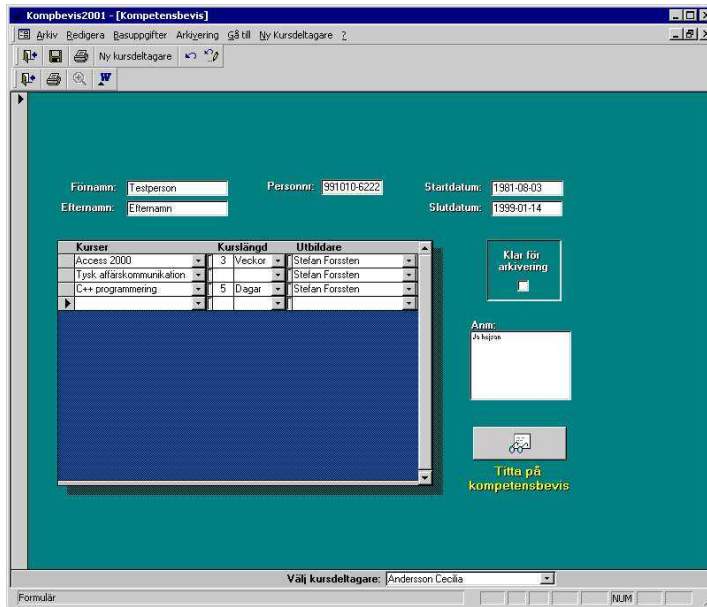 Kompbevis2001 - [Kompetensbevis]
Arkiv Redigera Basuppgifter Arkivering Gå till Ny Kursdeltagare ?
Ny kursdeltagare
W
Förnamn: Testperson Personnr: 991010-6222 Startdatum: 1981-08-03
Efternamn: Efternamn Slutdatum: 1999-01-14
Kurser Kurslängd Utbildare
Access 2000 3 Veckor Stefan Forssten
Tysk affärskommunikation Stefan Forssten
C++ programmering 5 Dagar Stefan Forssten
Klar för
arkivering
Anm:
Ja hejsan
Titta på
kompetensbevis
Välj kursdeltagare: Andersson Cecilia
Formulär NUM